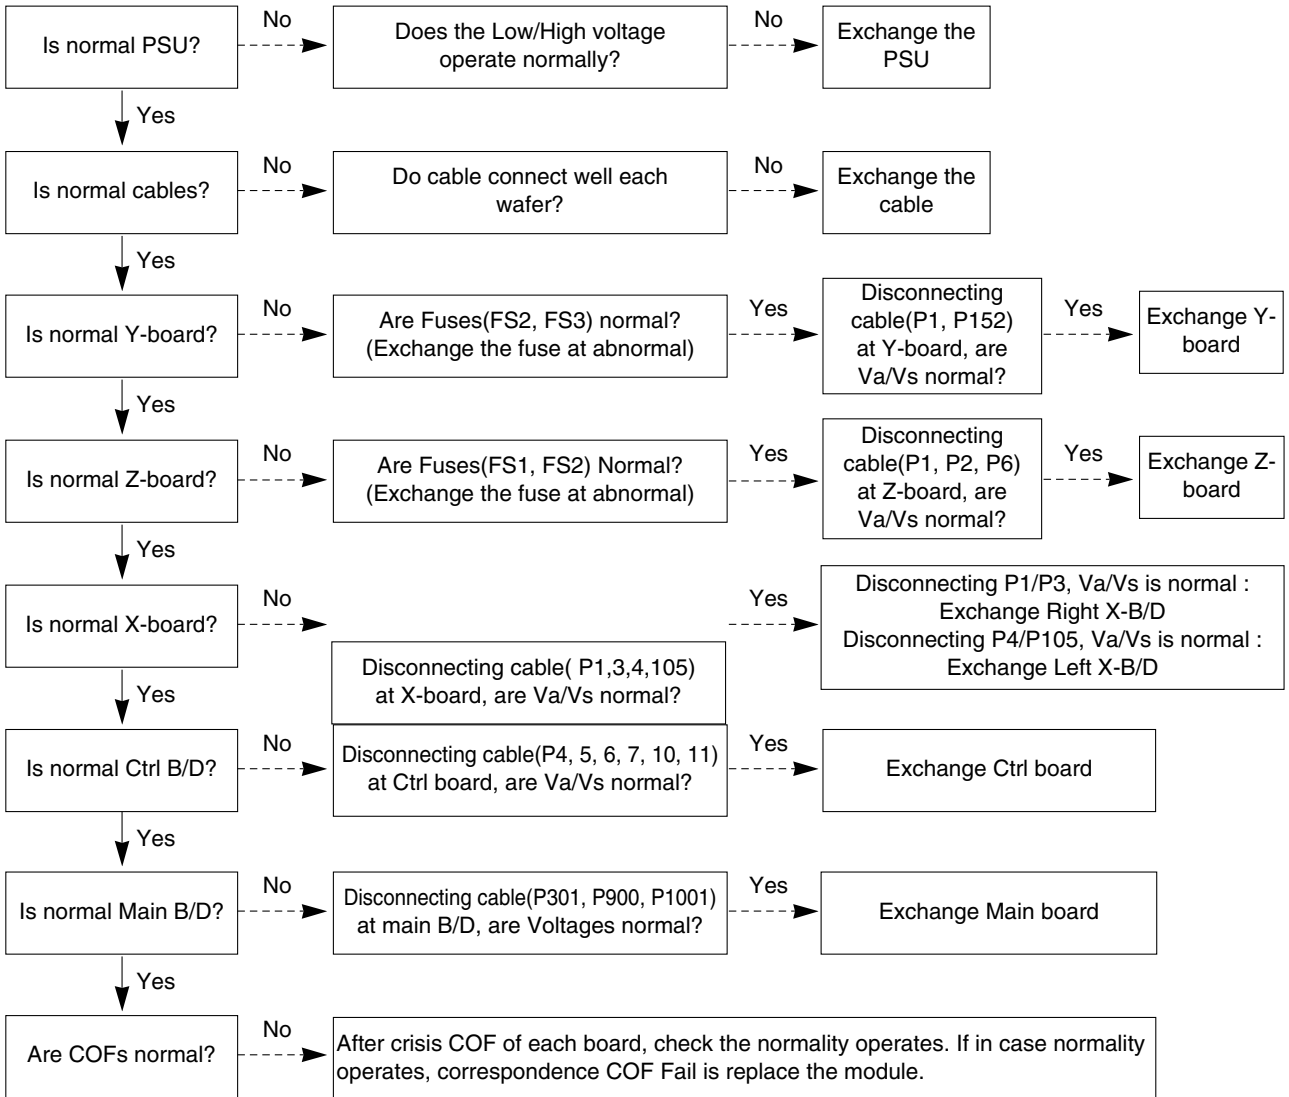 Is normal PSU?
No
Does the Low/High voltage
operate normally?
No
Exchange the
PSU
Yes
Is normal cables?
No
Do cable connect well each
wafer?
No
Exchange the
cable
Yes
Is normal Y-board?
No
Are Fuses(FS2, FS3) normal?
(Exchange the fuse at abnormal)
Yes
Disconnecting
cable(P1, P152)
at Y-board, are
Va/Vs normal?
Yes
Exchange Y-
board
Yes
Is normal Z-board?
No
Are Fuses(FS1, FS2) Normal?
(Exchange the fuse at abnormal)
Yes
Disconnecting
cable(P1, P2, P6)
at Z-board, are
Va/Vs normal?
Yes
Exchange Z-
board
Yes
Is normal X-board?
No
Disconnecting cable( P1,3,4,105)
at X-board, are Va/Vs normal?
Yes
Disconnecting P1/P3, Va/Vs is normal :
Exchange Right X-B/D
Disconnecting P4/P105, Va/Vs is normal :
Exchange Left X-B/D
Yes
Is normal Ctrl B/D?
No
Disconnecting cable(P4, 5, 6, 7, 10, 11)
at Ctrl board, are Va/Vs normal?
Yes
Exchange Ctrl board
Yes
Is normal Main B/D?
No
Disconnecting cable(P301, P900, P1001)
at main B/D, are Voltages normal?
Yes
Exchange Main board
Yes
Are COFs normal?
No
After crisis COF of each board, check the normality operates. If in case normality
operates, correspondence COF Fail is replace the module.